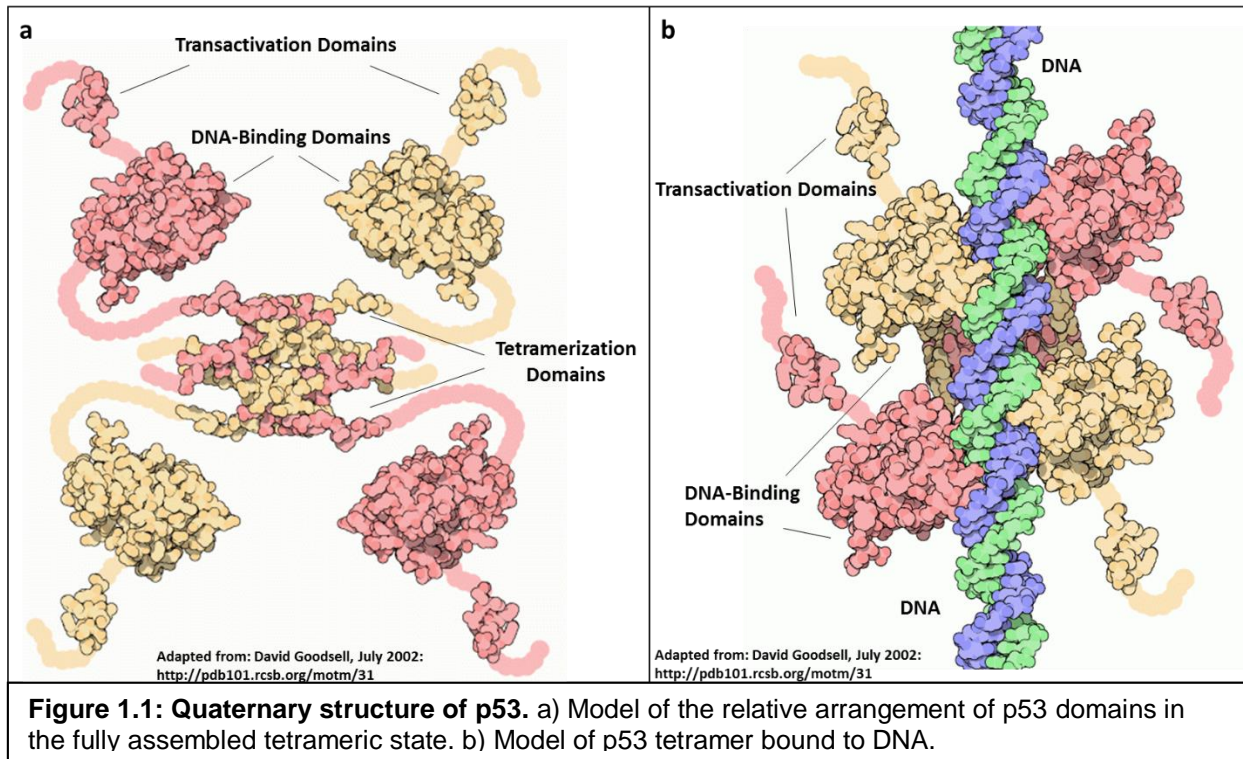 a
Transactivation Domains
DNA-Binding Domains
Tetramerization
Domains
Adapted from: David Goodsell, July 2002:
http://pdb101.rcsb.org/motm/31
b
DNA
Transactivation Domains
DNA-Binding
Domains
DNA
Adapted from: David Goodsell, July 2002:
http://pdb101.rcsb.org/motm/31
Figure 1.1: Quaternary structure of p53. a) Model of the relative arrangement of p53 domains in
the fully assembled tetrameric state. b) Model of p53 tetramer bound to DNA.